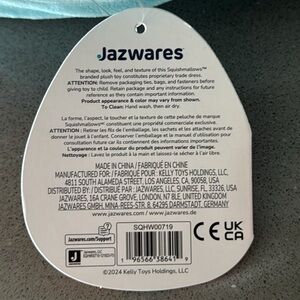 Jazwares®
The shape, look, feel, and texture of this Squishmallows™
branded plush toy constitutes proprietary trade dress.
ATTENTION: Remove packaging ties, bags, and fasteners before
giving toy to child. Retain package and any instructions for future
reference as they contain important information.
Product appearance & color may vary from shown.
To Clean: Hand wash, then air dry.
La forme, l'aspect, le toucher et la texture de cette peluche de marque
Squishmallows™ constituent une propriété commerciale exclusive.
ATTENTION : Retirer les fils d'emballage, les sachets et les attaches avant de
donner le jouet à l'enfant. Conserver l'emballage et le manuel d'utilisation pour
consultation future car ils contiennent des informations importantes.
L'apparence et la couleur du produit peuvent varier de l'image.
Nettoyage : Lavez le produit à la main et laissez-le sécher à l'air libre.
MADE IN CHINA / FABRIQUÉ EN CHINE
MANUFACTURED FOR: / FABRIQUÉ POUR : KELLY TOYS HOLDINGS, LLC,
4811 SOUTH ALAMEDA STREET, LOS ANGELES, CA, 90058, USA
DISTRIBUTED BY: / DISTRIBUÉ PAR : JAZWARES, LLC, SUNRISE, FL, 33326, USA
JAZWARES, 16A CRANE GROVE, LONDON, N7 8LE, UNITED KINGDOM
JAZWARES GMBH, MINA-REES-STR. 8, 64295 DARMSTADT, GERMANY
www.jazwares.com / www.jazwares.de
Jazwares.com/Support
SQHW00719
1 96566 38641 9
CE UK
CA
©2024 Kelly Toys Holdings, LLC